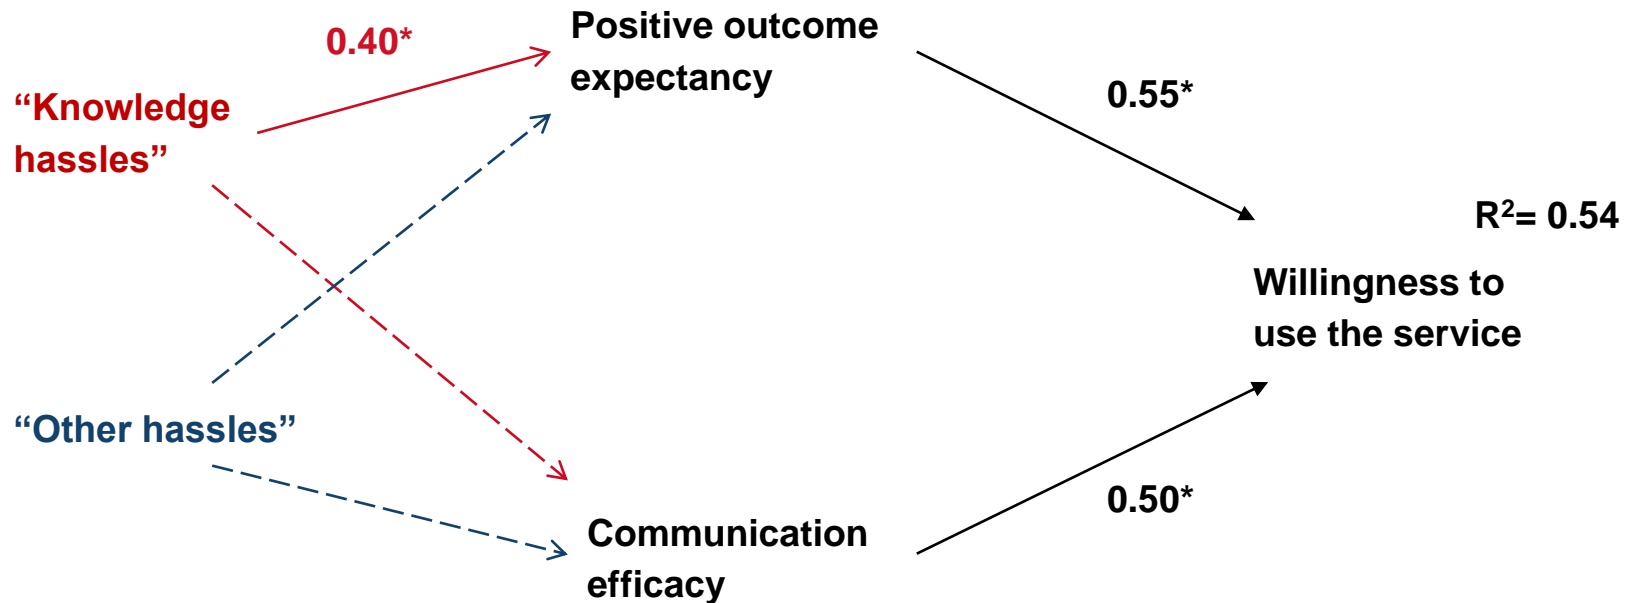 Positive outcome
expectancy
0.40*
“Knowledge
hassles”
0.55*
R²= 0.54
Willingness to
use the service
“Other hassles”
0.50*
Communication
efficacy